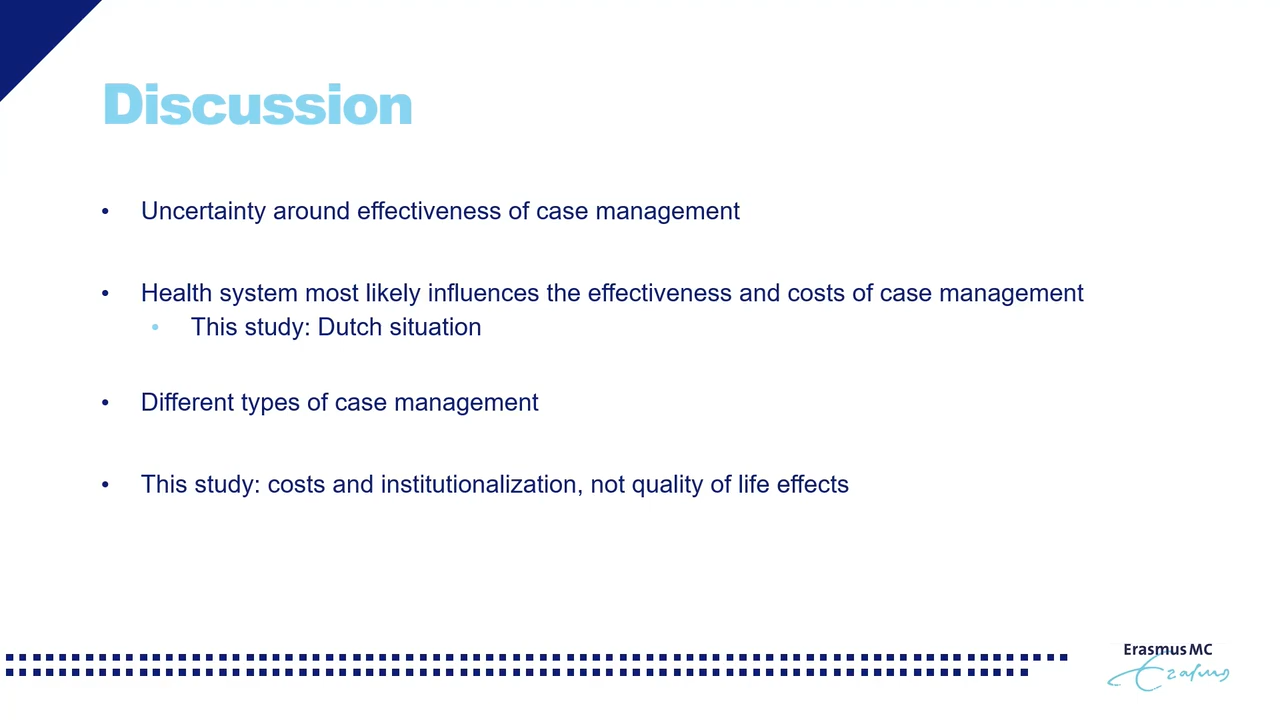 Discussion
• Uncertainty around effectiveness of case management
• Health system most likely influences the effectiveness and costs of case management
• This study: Dutch situation
• Different types of case management
• This study: costs and institutionalization, not quality of life effects
Erasmus MC
Erasmus